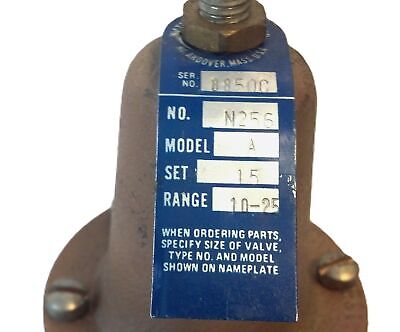 ANDOVER, MASS. U.S.A.
SER. NO. 8850C
NO. N256
MODEL A
SET 15
RANGE 10-25
WHEN ORDERING PARTS,
SPECIFY SIZE OF VALVE,
TYPE NO. AND MODEL
SHOWN ON NAMEPLATE